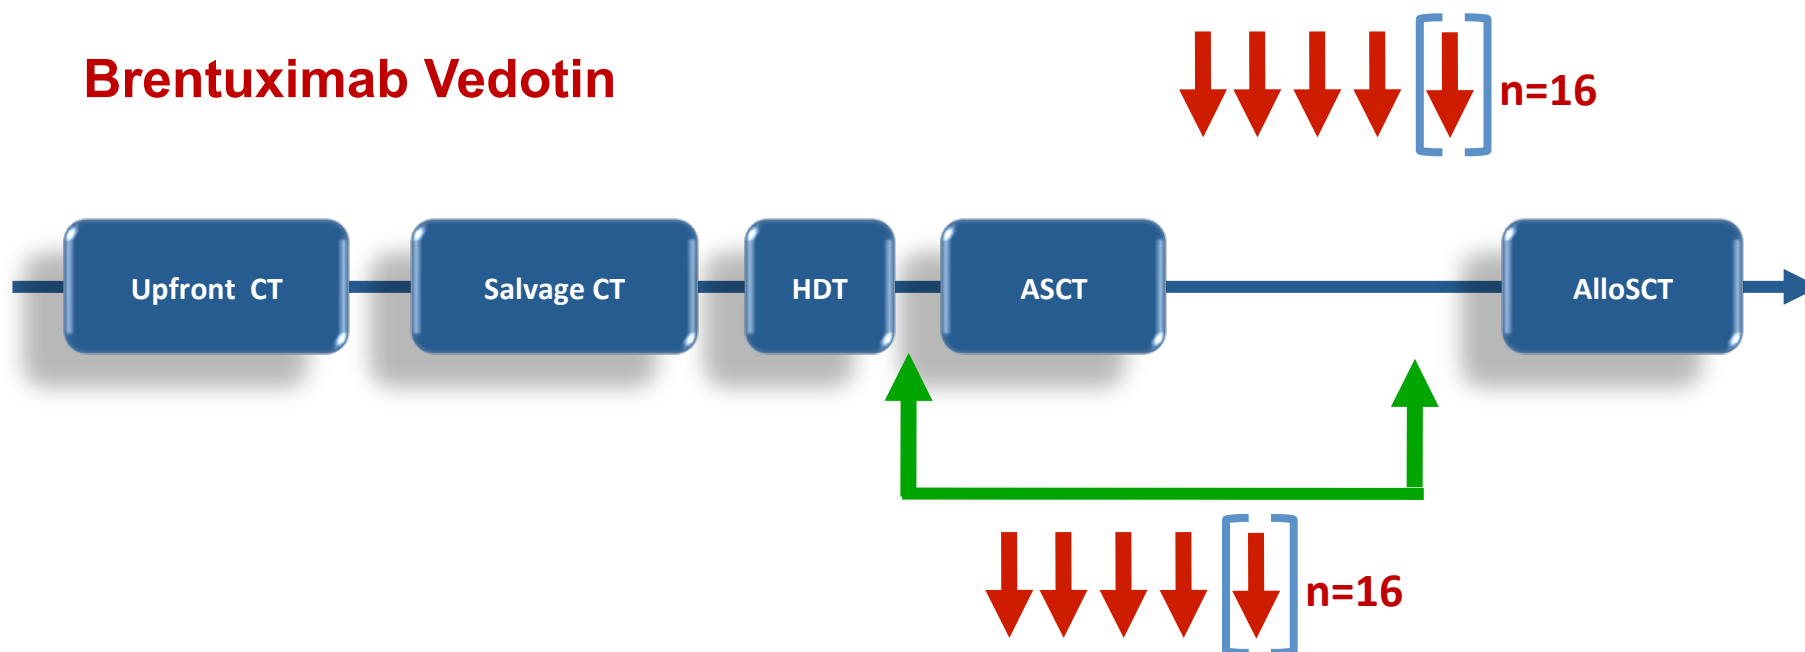 Brentuximab Vedotin
n=16
Upfront CT
Salvage CT
HDT
ASCT
AlloSCT
n=16